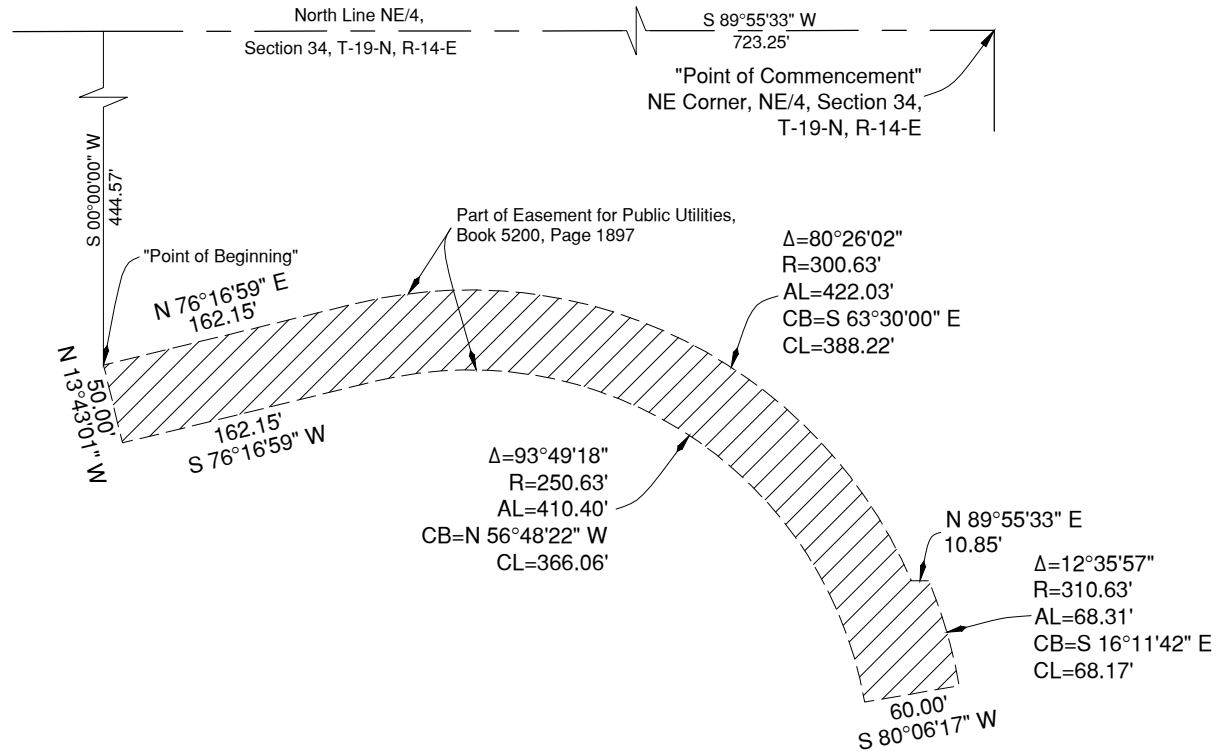 North Line NE/4,
Section 34, T-19-N, R-14-E
S 89°55'33" W
723.25'
"Point of Commencement"
NE Corner, NE/4, Section 34,
T-19-N, R-14-E
S 00°00'00" W
444.57'
"Point of Beginning"
Part of Easement for Public Utilities,
Book 5200, Page 1897
N 76°16'59" E
162.15'
Δ=80°26'02"
R=300.63'
AL=422.03'
CB=S 63°30'00" E
CL=388.22'
50.00'
N 13°43'01" W
162.15'
S 76°16'59" W
Δ=93°49'18"
R=250.63'
AL=410.40'
CB=N 56°48'22" W
CL=366.06'
N 89°55'33" E
10.85'
Δ=12°35'57"
R=310.63'
AL=68.31'
CB=S 16°11'42" E
CL=68.17'
60.00'
S 80°06'17" W